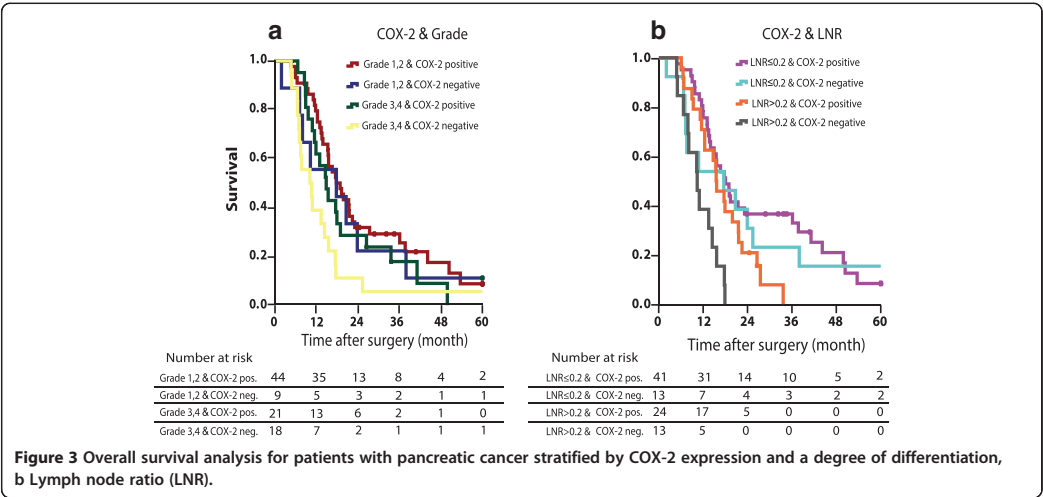 a
COX-2 & Grade
Grade 1,2 & COX-2 positive
Grade 1,2 & COX-2 negative
Grade 3,4 & COX-2 positive
Grade 3,4 & COX-2 negative
1.0
0.8
0.6
0.4
0.2
0.0
Survival
0 12 24 36 48 60
Time after surgery (month)
Number at risk
Grade 1,2 & COX-2 pos. 44 35 13 8 4 2
Grade 1,2 & COX-2 neg. 9 5 3 2 1 1
Grade 3,4 & COX-2 pos. 21 13 6 2 1 0
Grade 3,4 & COX-2 neg. 18 7 2 1 1 1
b
COX-2 & LNR
LNR≤0.2 & COX-2 positive
LNR≤0.2 & COX-2 negative
LNR>0.2 & COX-2 positive
LNR>0.2 & COX-2 negative
1.0
0.8
0.6
0.4
0.2
0.0
0 12 24 36 48 60
Time after surgery (month)
Number at risk
LNR≤0.2 & COX-2 pos. 41 31 14 10 5 2
LNR≤0.2 & COX-2 neg. 13 7 4 3 2 2
LNR>0.2 & COX-2 pos. 24 17 5 0 0 0
LNR>0.2 & COX-2 neg. 13 5 0 0 0 0
Figure 3 Overall survival analysis for patients with pancreatic cancer stratified by COX-2 expression and a degree of differentiation,
b Lymph node ratio (LNR).